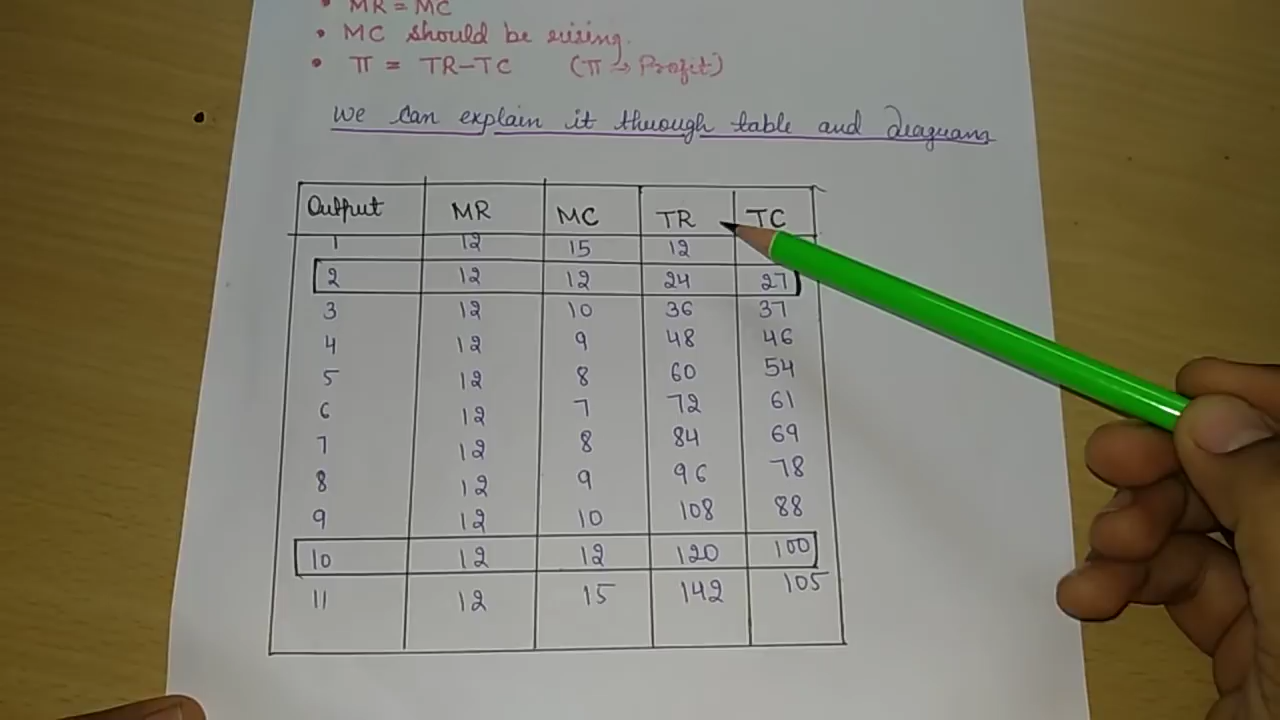 • MR = MC
• MC should be rising.
• π = TR-TC (π → Profit)
we can explain it through table and diagram
Output MR MC TR TC
1 12 15 12
2 12 12 24 27
3 12 10 36 37
4 12 9 48 46
5 12 8 60 54
6 12 7 72 61
7 12 8 84 69
8 12 9 96 78
9 12 10 108 88
10 12 12 120 100
11 12 15 142 105